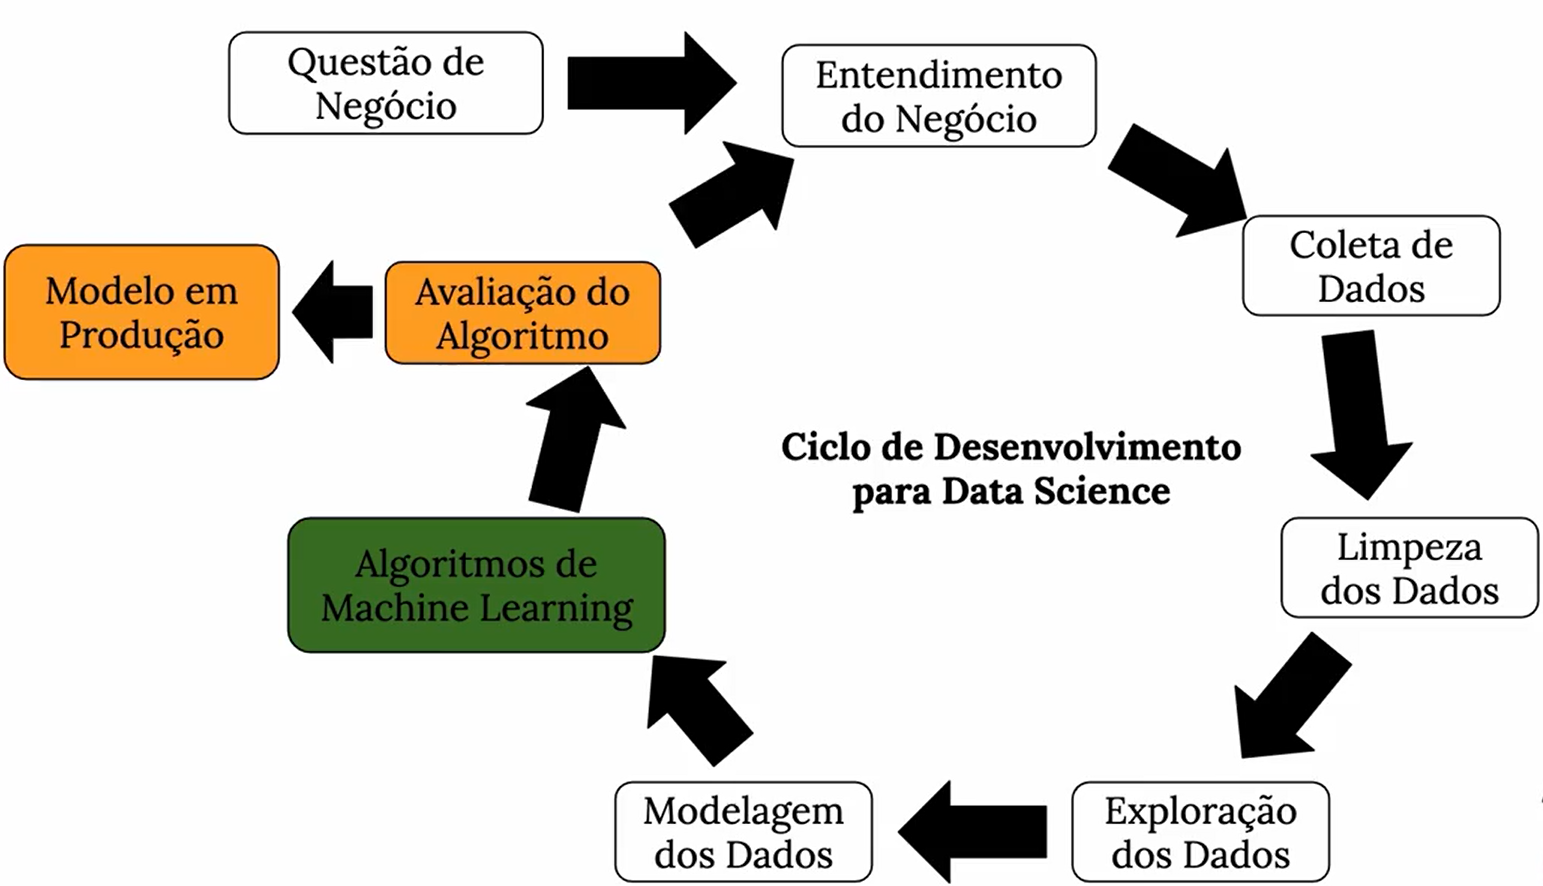 Questão de
Negócio
Entendimento
do Negócio
Coleta de
Dados
Limpeza
dos Dados
Exploração
dos Dados
Modelagem
dos Dados
Algoritmos de
Machine Learning
Avaliação do
Algoritmo
Modelo em
Produção
Ciclo de Desenvolvimento
para Data Science